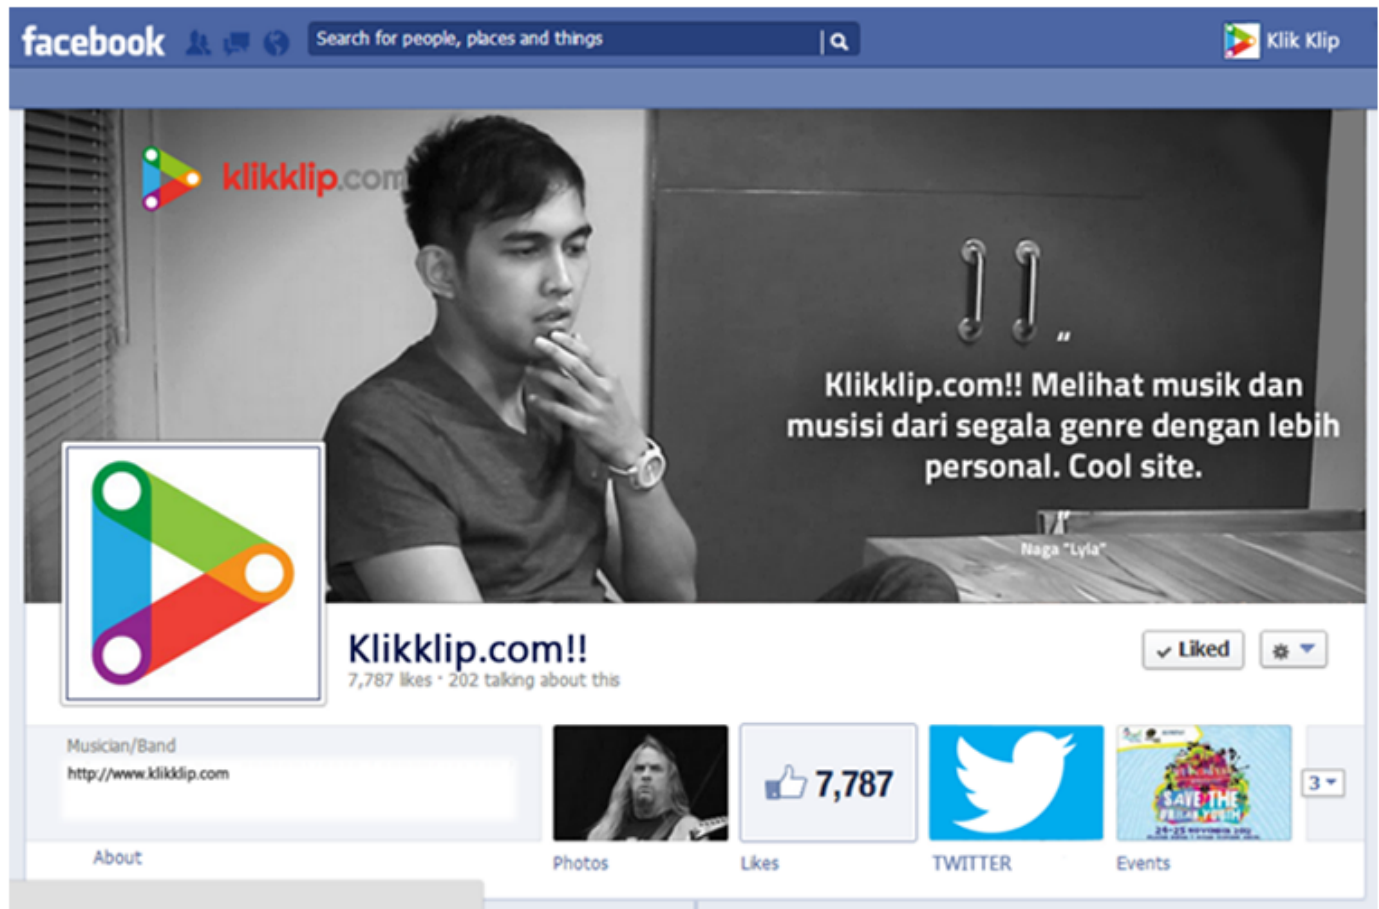 facebook
Search for people, places and things
Klik Klip
klikklip.com
“
Klikklip.com!! Melihat musik dan
musisi dari segala genre dengan lebih
personal. Cool site.
”
Naga "Lyla"
Klikklip.com!!
7,787 likes · 202 talking about this
Liked
Musician/Band
http://www.klikklip.com
7,787
SAVE THE
3
About
Photos
Likes
TWITTER
Events